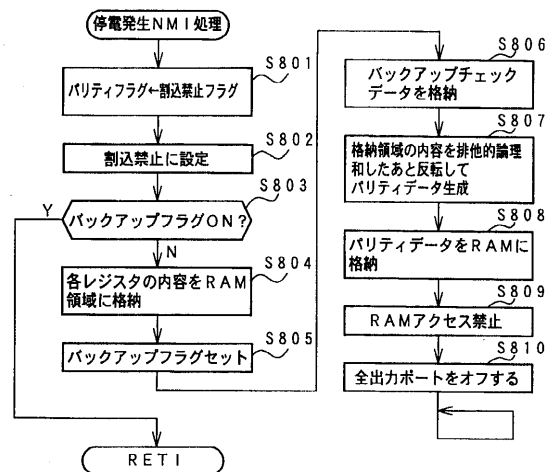 停電発生NMI処理
S801
パリティフラグ←割込禁止フラグ
S802
割込禁止に設定
S803
Y
バックアップフラグON?
N
S804
各レジスタの内容をRAM
領域に格納
S805
バックアップフラグセット
RETI
S806
バックアップチェック
データを格納
S807
格納領域の内容を排他的論理
和したあと反転して
パリティデータ生成
S808
パリティデータをRAMに
格納
S809
RAMアクセス禁止
S810
全出力ポートをオフする